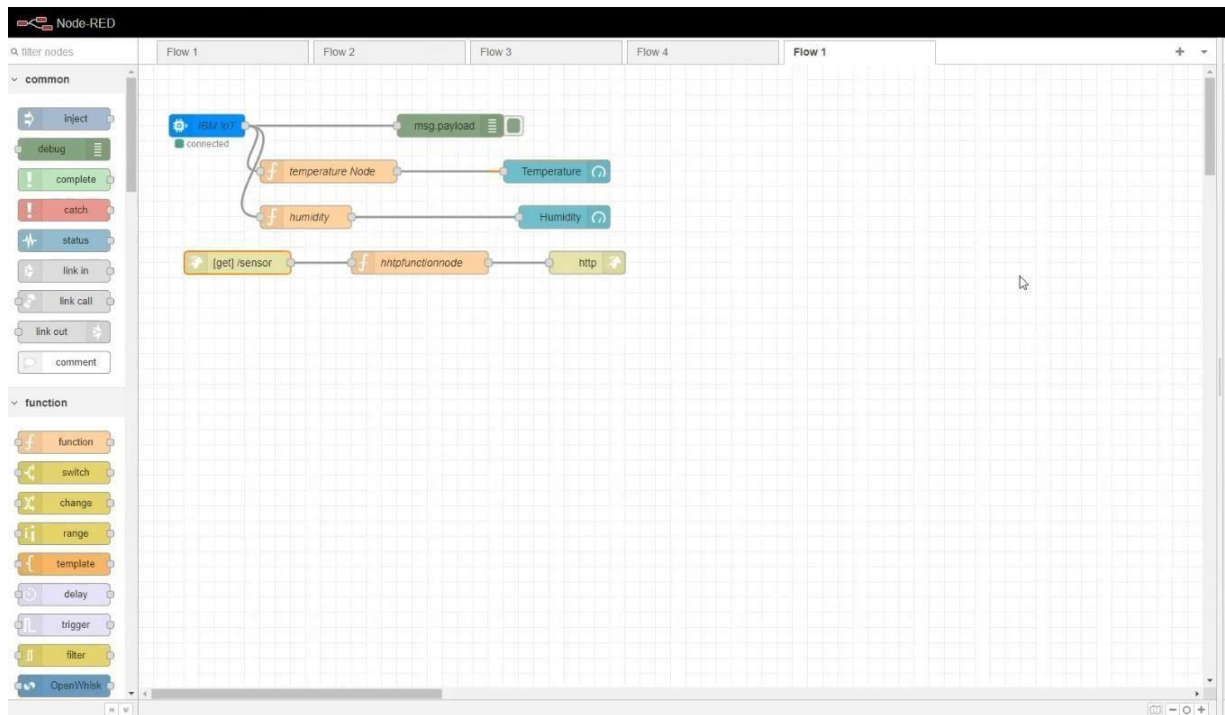 Node-RED
filter nodes
Flow 1
Flow 2
Flow 3
Flow 4
Flow 1
common
inject
debug
complete
catch
status
link in
link call
link out
comment
function
function
switch
change
range
template
delay
trigger
filter
OpenWhisk
IBM IoT
connected
msg.payload
temperature Node
Temperature
humidity
Humidity
[get] /sensor
hhtpfunctionnode
http